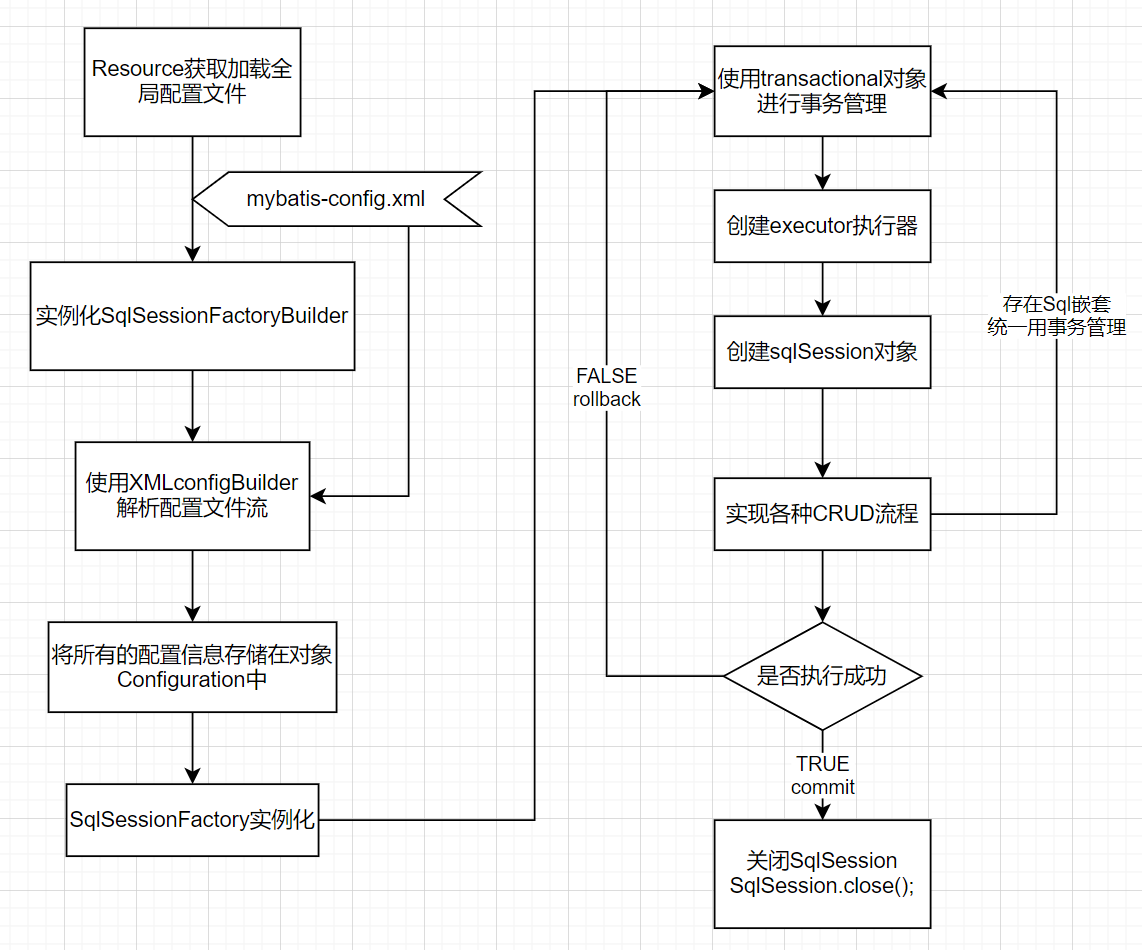 Resource获取加载全
局配置文件
mybatis-config.xml
实例化SqlSessionFactoryBuilder
使用XMLconfigBuilder
解析配置文件流
将所有的配置信息存储在对象
Configuration中
SqlSessionFactory实例化
使用transactional对象
进行事务管理
创建executor执行器
创建sqlSession对象
存在Sql嵌套
统一用事务管理
FALSE
rollback
实现各种CRUD流程
是否执行成功
TRUE
commit
关闭SqlSession
SqlSession.close();